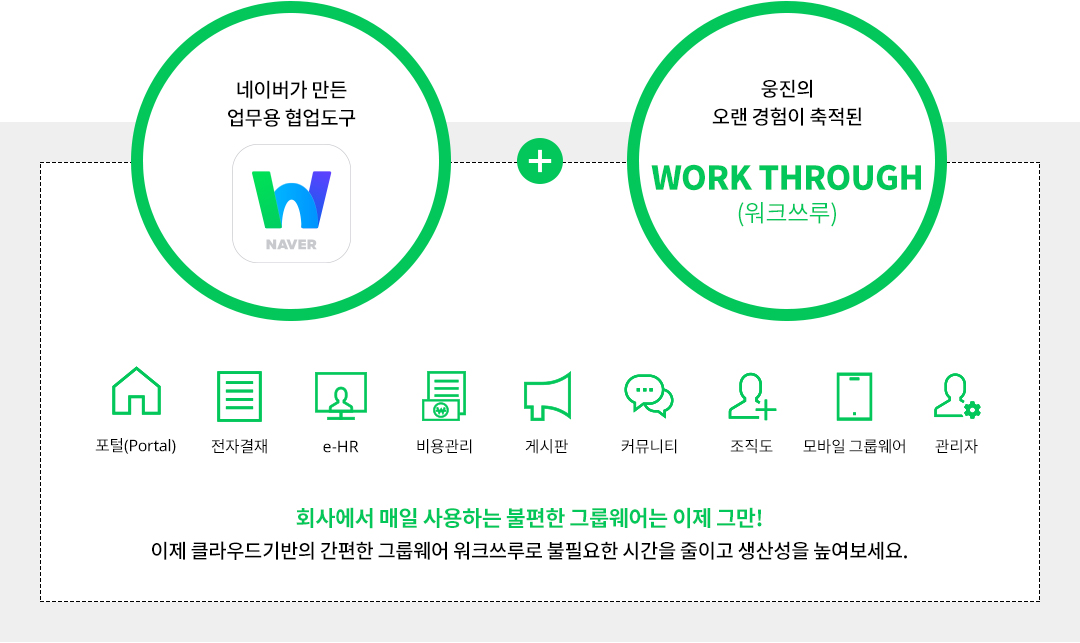 네이버가 만든
업무용 협업도구
NAVER
웅진의
오랜 경험이 축적된
WORK THROUGH
(워크쓰루)
포털(Portal)
전자결재
e-HR
비용관리
게시판
커뮤니티
조직도
모바일 그룹웨어
관리자
회사에서 매일 사용하는 불편한 그룹웨어는 이제 그만!
이제 클라우드기반의 간편한 그룹웨어 워크쓰루로 불필요한 시간을 줄이고 생산성을 높여보세요.